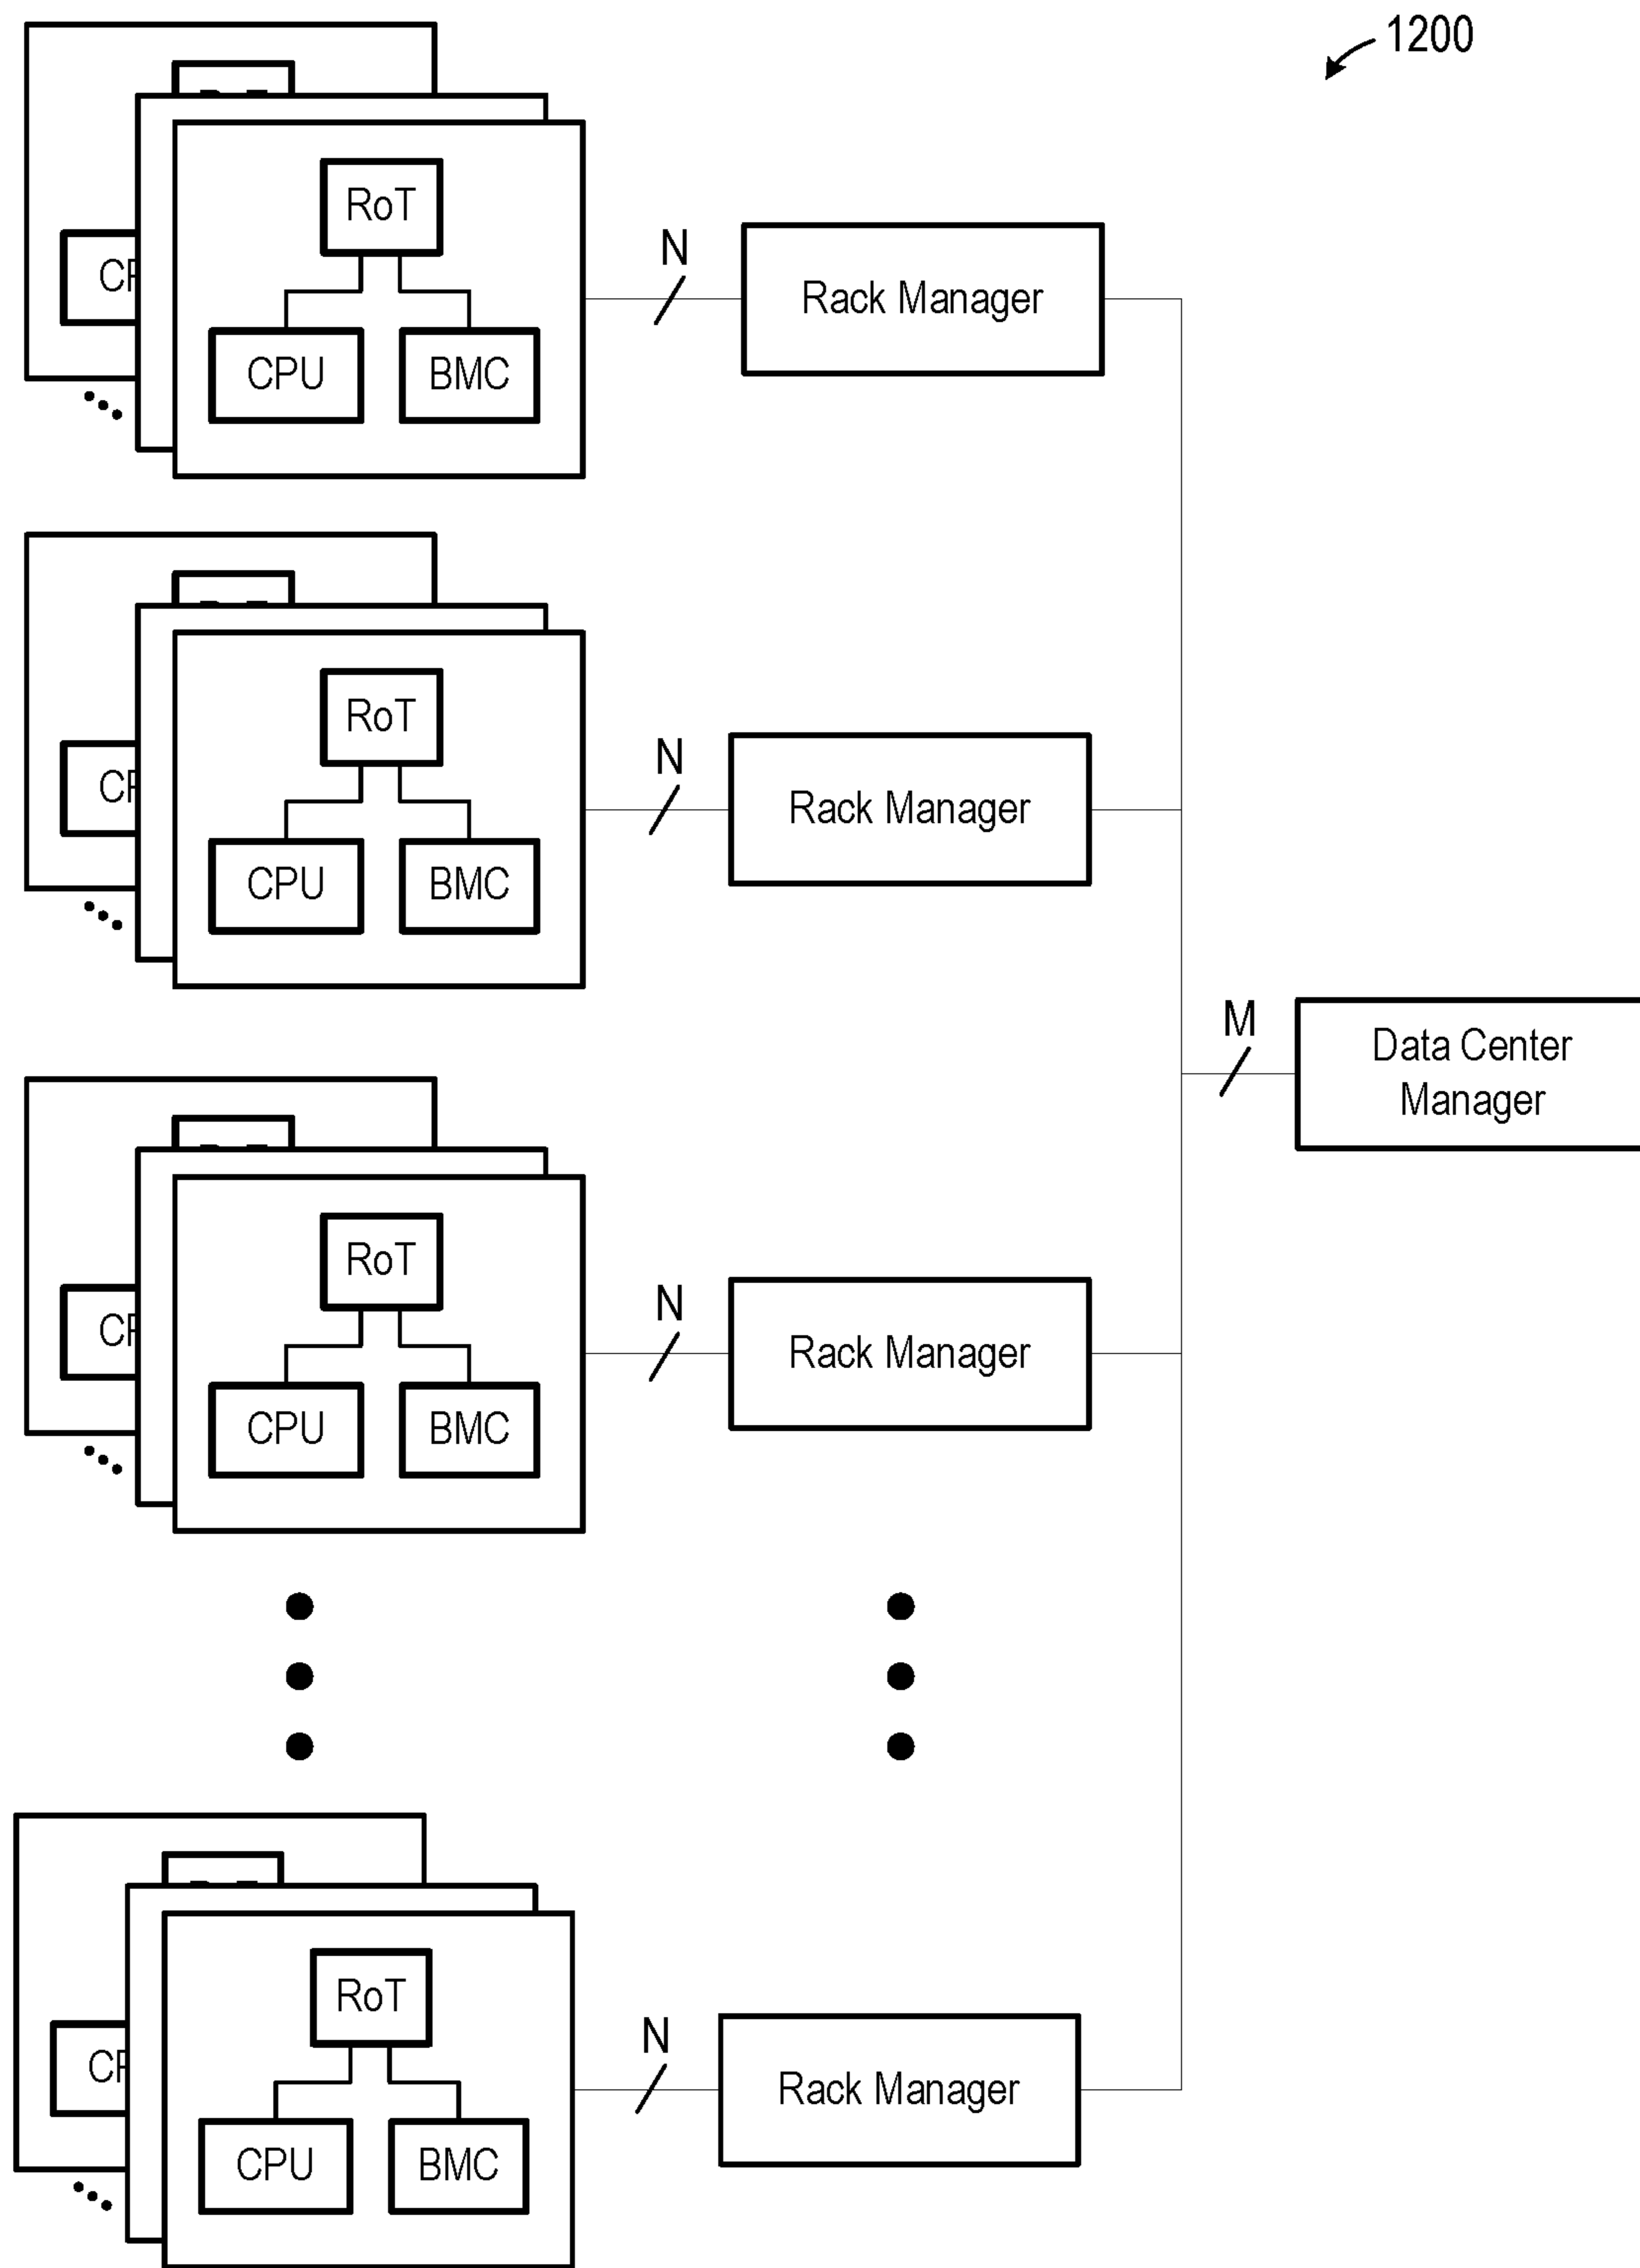 1200
RoT
CPU BMC
N
Rack Manager
RoT
CPU BMC
N
Rack Manager
M
Data Center
Manager
RoT
CPU BMC
N
Rack Manager
RoT
CPU BMC
N
Rack Manager